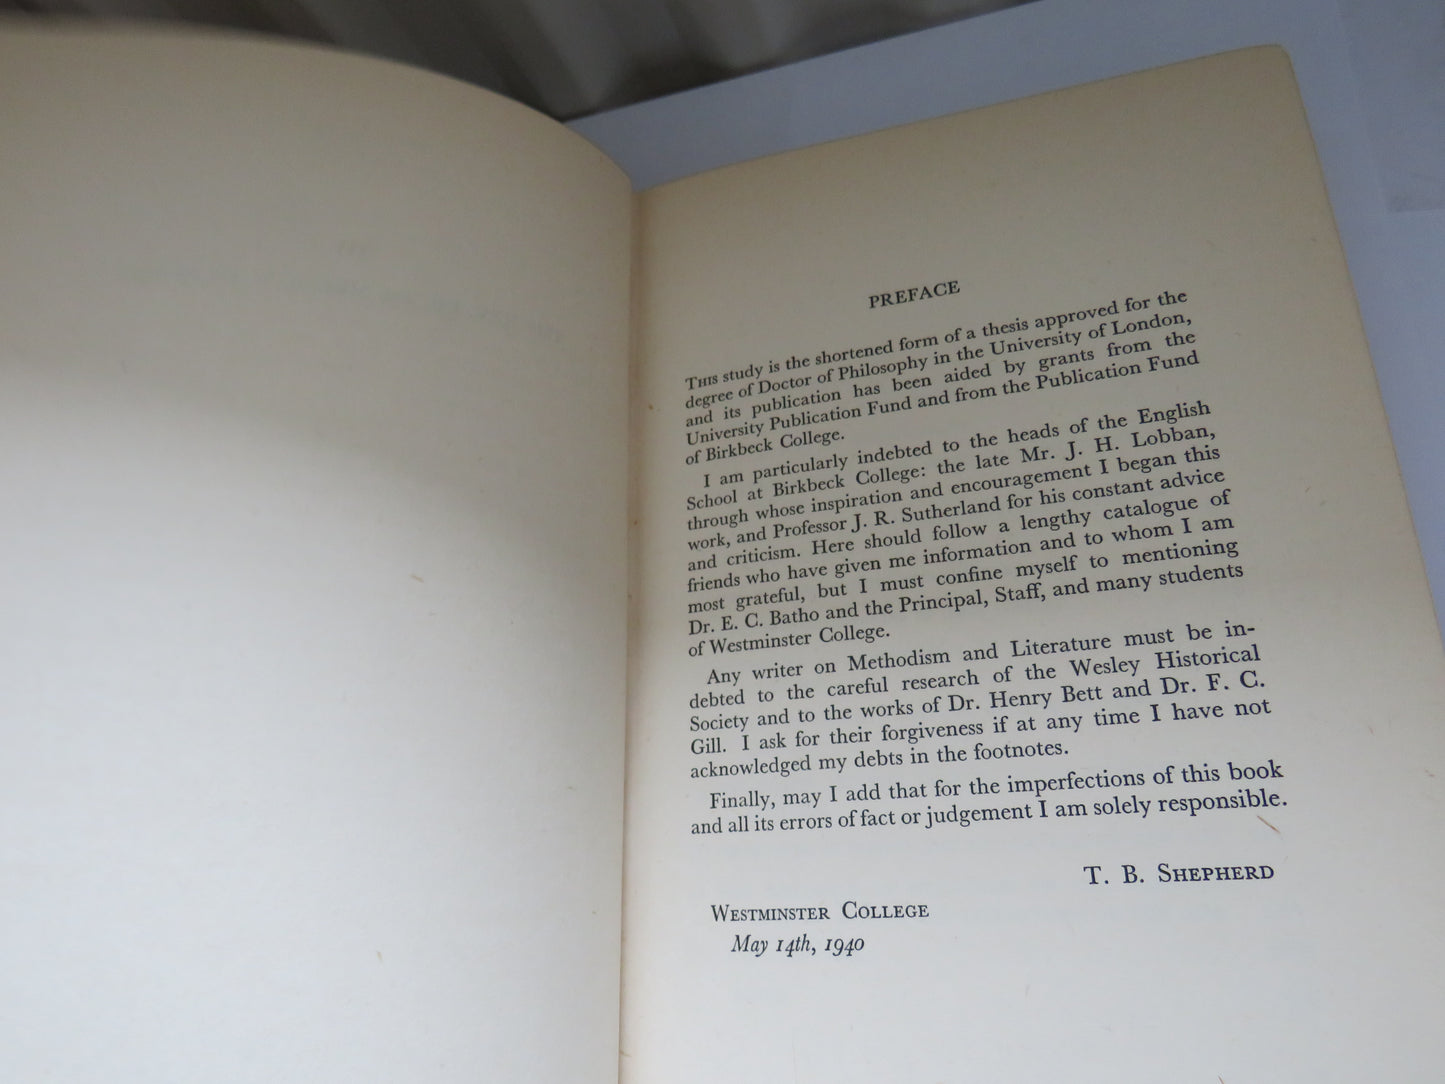 PREFACE
THIS study is the shortened form of a thesis approved for the
degree of Doctor of Philosophy in the University of London,
and its publication has been aided by grants from the
University Publication Fund and from the Publication Fund
of Birkbeck College.
I am particularly indebted to the heads of the English
School at Birkbeck College: the late Mr. J. H. Lobban,
through whose inspiration and encouragement I began this
work, and Professor J. R. Sutherland for his constant advice
and criticism. Here should follow a lengthy catalogue of
friends who have given me information and to whom I am
most grateful, but I must confine myself to mentioning
Dr. E. C. Batho and the Principal, Staff, and many students
of Westminster College.
Any writer on Methodism and Literature must be in-
debted to the careful research of the Wesley Historical
Society and to the works of Dr. Henry Bett and Dr. F. C.
Gill. I ask for their forgiveness if at any time I have not
acknowledged my debts in the footnotes.
Finally, may I add that for the imperfections of this book
and all its errors of fact or judgement I am solely responsible.
T. B. SHEPHERD
WESTMINSTER COLLEGE
May 14th, 1940